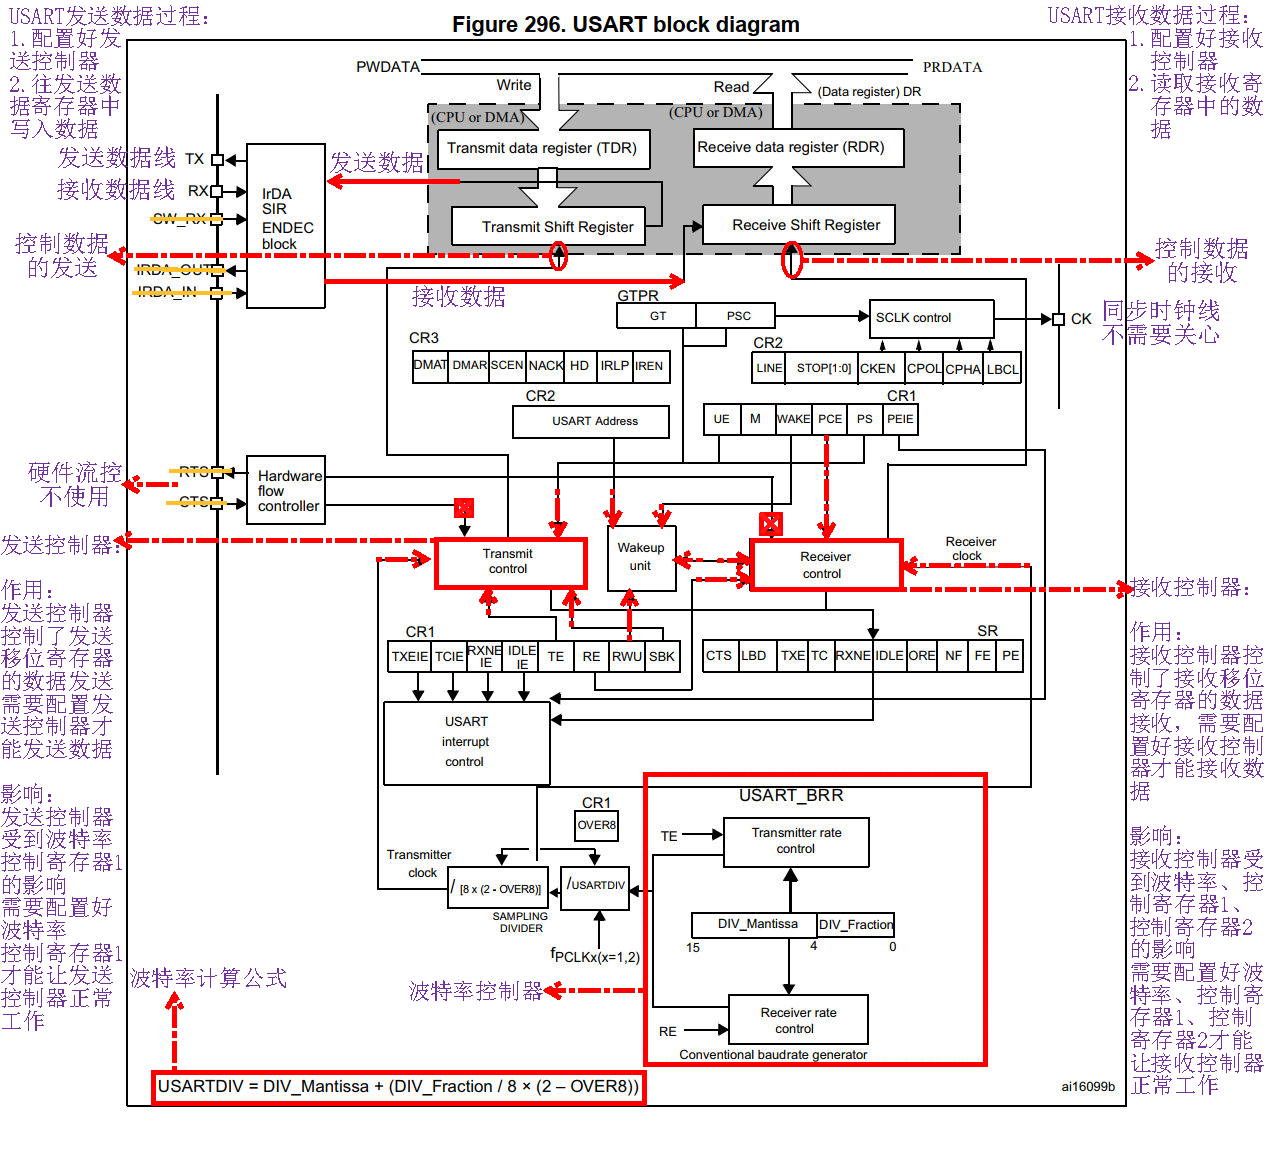 USART发送数据过程：
1.配置好发
送控制器
2.往发送数
据寄存器中
写入数据
Figure 296. USART block diagram
USART接收数据过程：
1.配置好接收
控制器
2.读取接收寄
存器中的数
据
PWDATA
PRDATA
Write
Read
(Data register) DR
(CPU or DMA)
(CPU or DMA)
Transmit data register (TDR)
Receive data register (RDR)
发送数据线
TX
发送数据
接收数据线
RX
IrDA
SIR
ENDEC
block
SW_RX
Transmit Shift Register
Receive Shift Register
控制数据
的发送
IRDA_OUT
IRDA_IN
控制数据
的接收
接收数据
GTPR
GT
PSC
SCLK control
CK
同步时钟线
不需要关心
CR3
DMAT
DMAR
SCEN
NACK
HD
IRLP
IREN
CR2
LINE
STOP[1:0]
CKEN
CPOL
CPHA
LBCL
CR2
USART Address
CR1
UE
M
WAKE
PCE
PS
PEIE
硬件流控
不使用
RTS
CTS
Hardware
flow
controller
发送控制器：
Transmit
control
Wakeup
unit
Receiver
control
Receiver
clock
接收控制器：
作用：
发送控制器
控制了发送
移位寄存器
的数据发送
需要配置发
送控制器才
能发送数据
作用：
接收控制器控
制了接收移位
寄存器的数据
接收，需要配
置好接收控制
器才能接收数
据
CR1
TXEIE
TCIE
RXNE
IE
IDLE
IE
TE
RE
RWU
SBK
SR
CTS
LBD
TXE
TC
RXNE
IDLE
ORE
NF
FE
PE
USART
interrupt
control
影响：
发送控制器
受到波特率
控制寄存器1
的影响
需要配置好
波特率
控制寄存器1
才能让发送
控制器正常
工作
影响：
接收控制器受
到波特率、控
制寄存器1、
控制寄存器2
的影响
需要配置好波
特率、控制寄
存器1、控制
寄存器2才能
让接收控制器
正常工作
USART_BRR
CR1
OVER8
TE
Transmitter rate
control
Transmitter
clock
/ [8 x (2 - OVER8)]
/USARTDIV
SAMPLING
DIVIDER
DIV_Mantissa
DIV_Fraction
15
4
0
fPCLKx(x=1,2)
波特率计算公式
波特率控制器
Receiver rate
control
RE
Conventional baudrate generator
USARTDIV = DIV_Mantissa + (DIV_Fraction / 8 × (2 – OVER8))
ai16099b